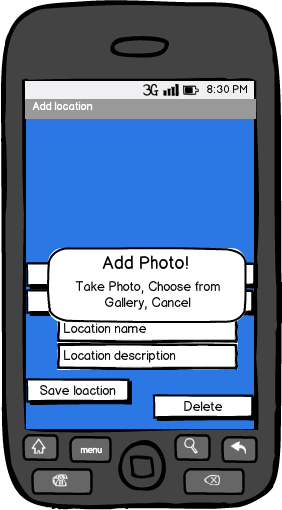 3G 8:30 PM
Add location
Add Photo!
Take Photo, Choose from
Gallery, Cancel
Location name
Location description
Save loaction
Delete
menu